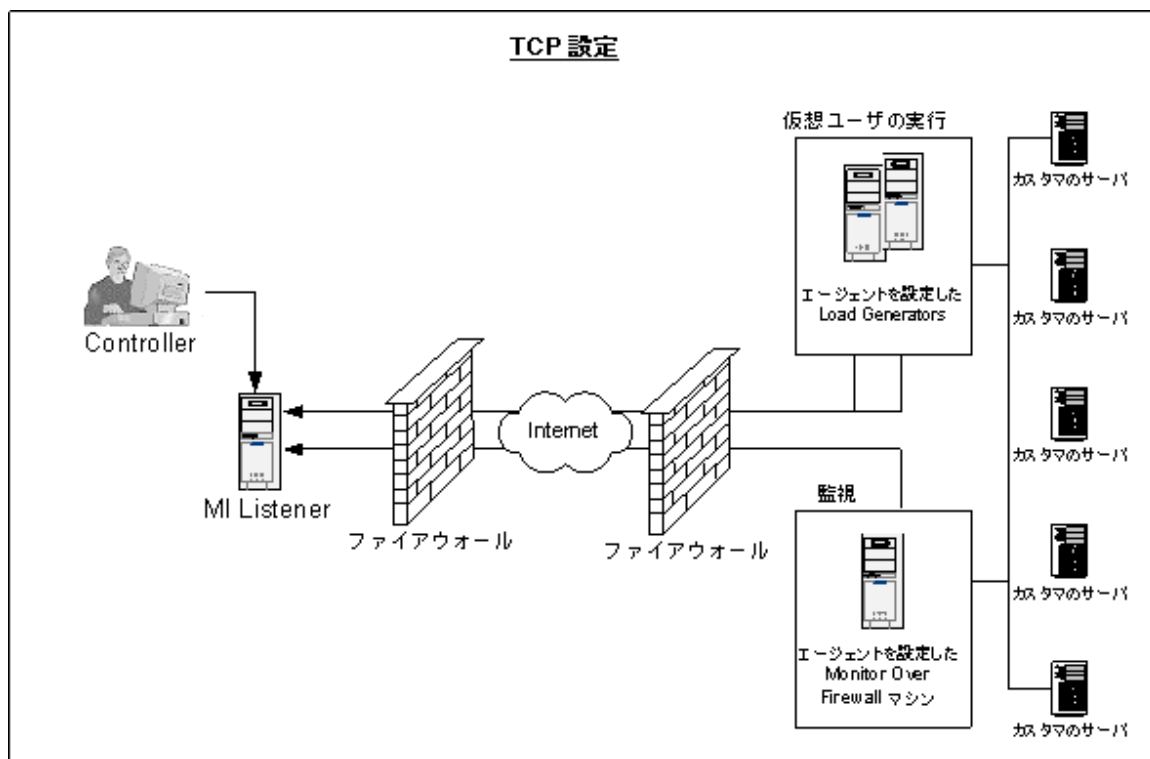 TCP 設定
仮想ユーザの実行
エージェントを設定した
Load Generators
カスタマのサーバ
カスタマのサーバ
カスタマのサーバ
カスタマのサーバ
カスタマのサーバ
Controller
MI Listener
ファイアウォール
Internet
ファイアウォール
監視
エージェントを設定した
Monitor Over
Firewall マシン